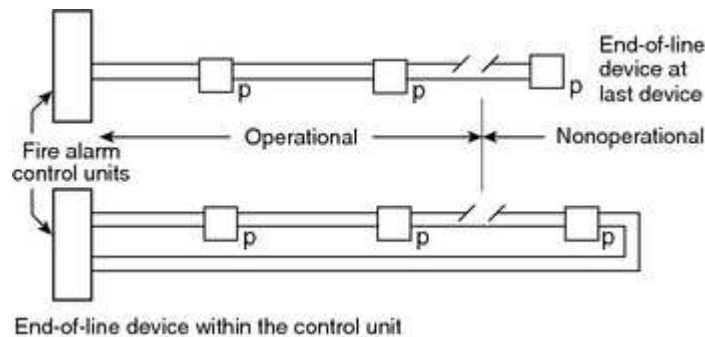 End-of-line
device at
last device
p
p
p
Operational
Nonoperational
Fire alarm
control units
p
p
p
End-of-line device within the control unit